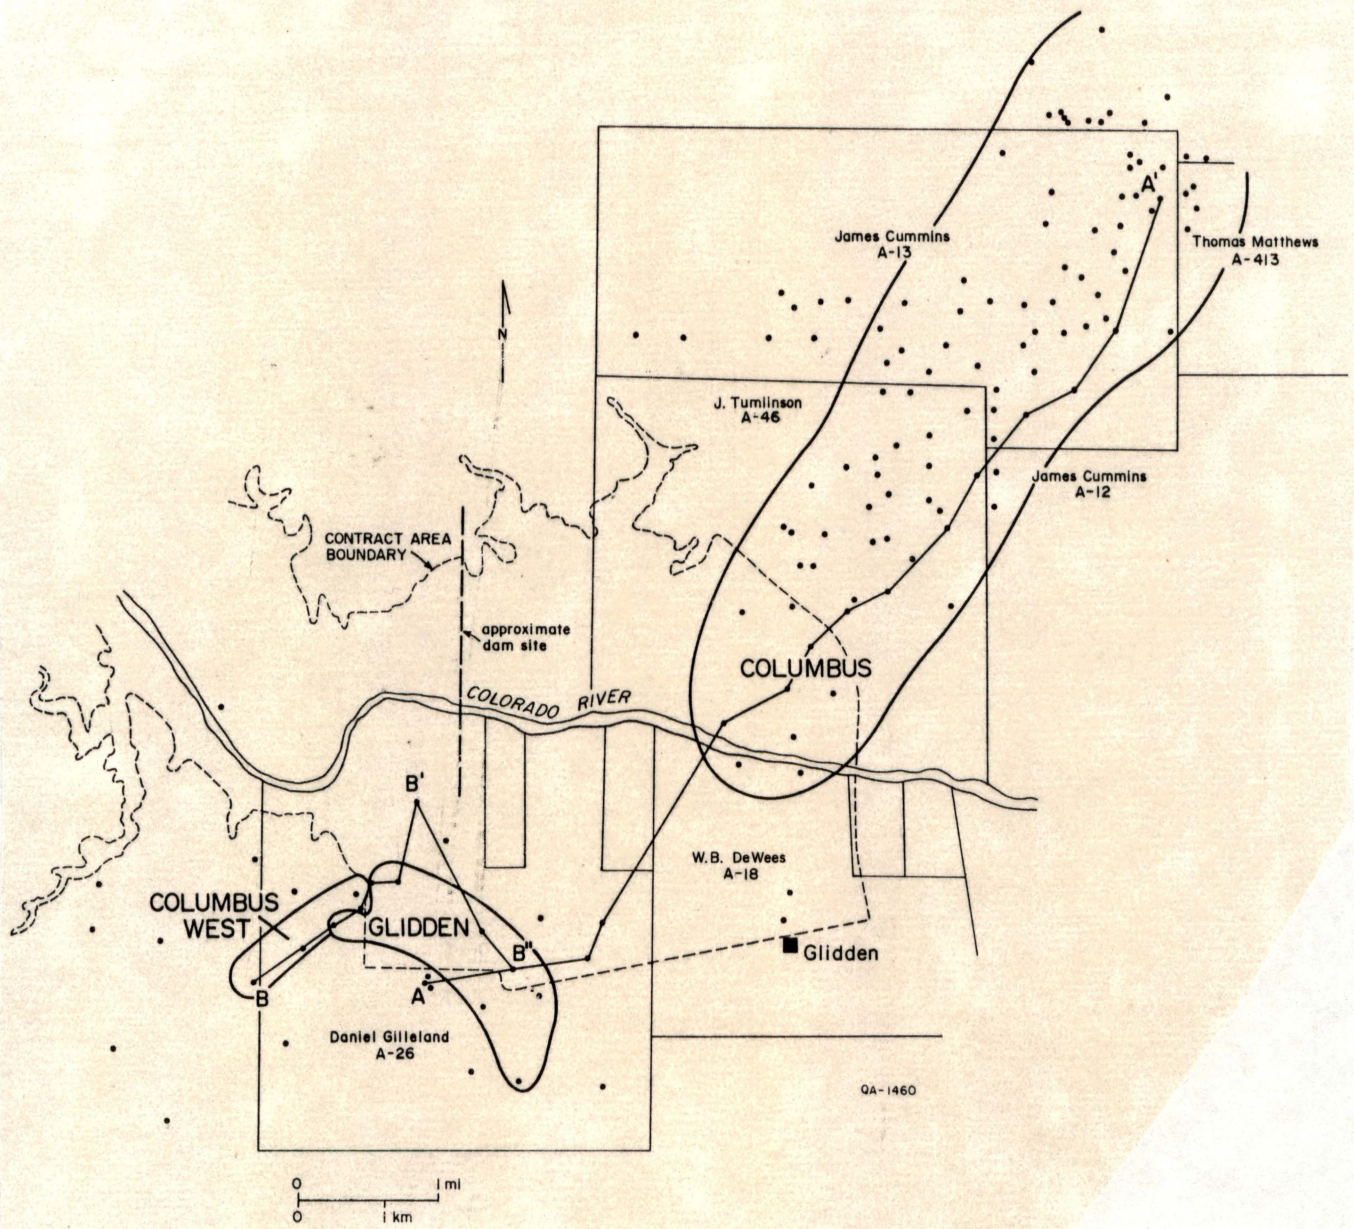 A'
James Cummins
A-13
Thomas Matthews
A-413
N
J. Tumlinson
A-46
James Cummins
A-12
CONTRACT AREA
BOUNDARY
approximate
dam site
COLUMBUS
COLORADO RIVER
B'
W.B. DeWees
A-18
COLUMBUS
WEST
GLIDDEN
B"
Glidden
A
B
Daniel Gilleland
A-26
QA-1460
0 1 mi
0 1 km